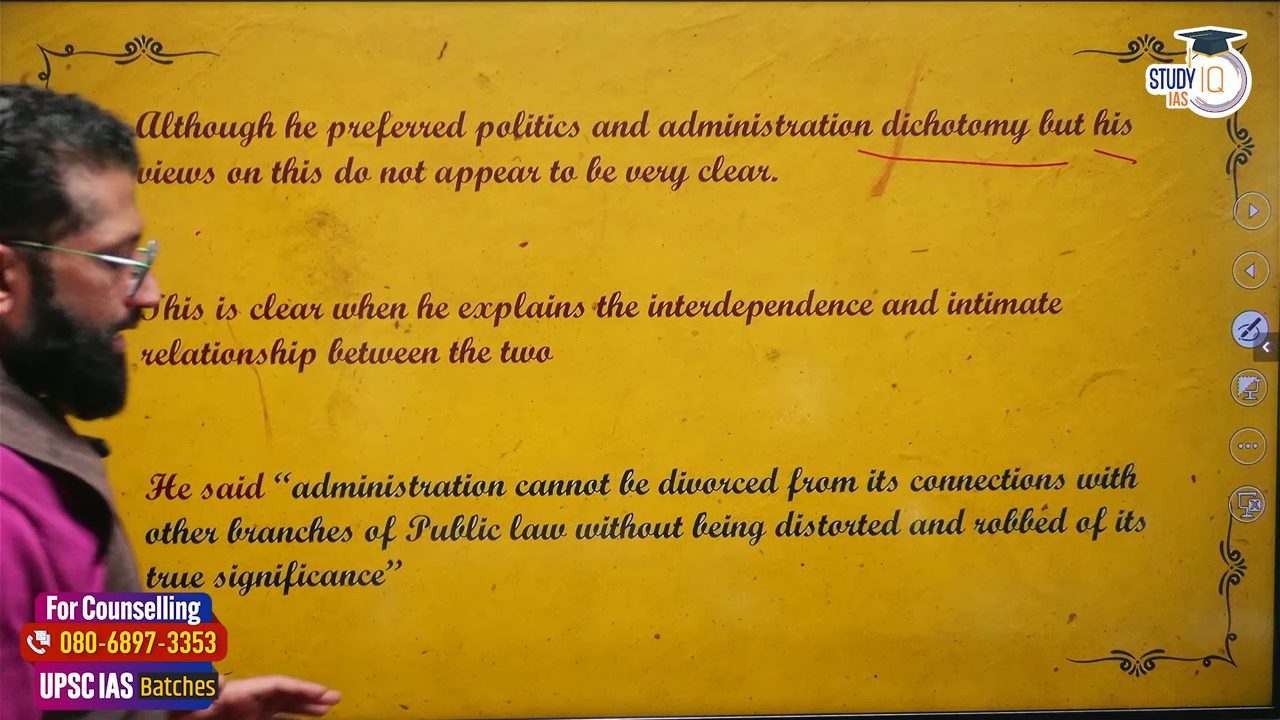 STUDY IQ
IAS
Although he preferred politics and administration dichotomy but his
views on this do not appear to be very clear.
This is clear when he explains the interdependence and intimate
relationship between the two
He said “administration cannot be divorced from its connections with
other branches of Public law without being distorted and robbed of its
true significance”
For Counselling
080-6897-3353
UPSC IAS Batches